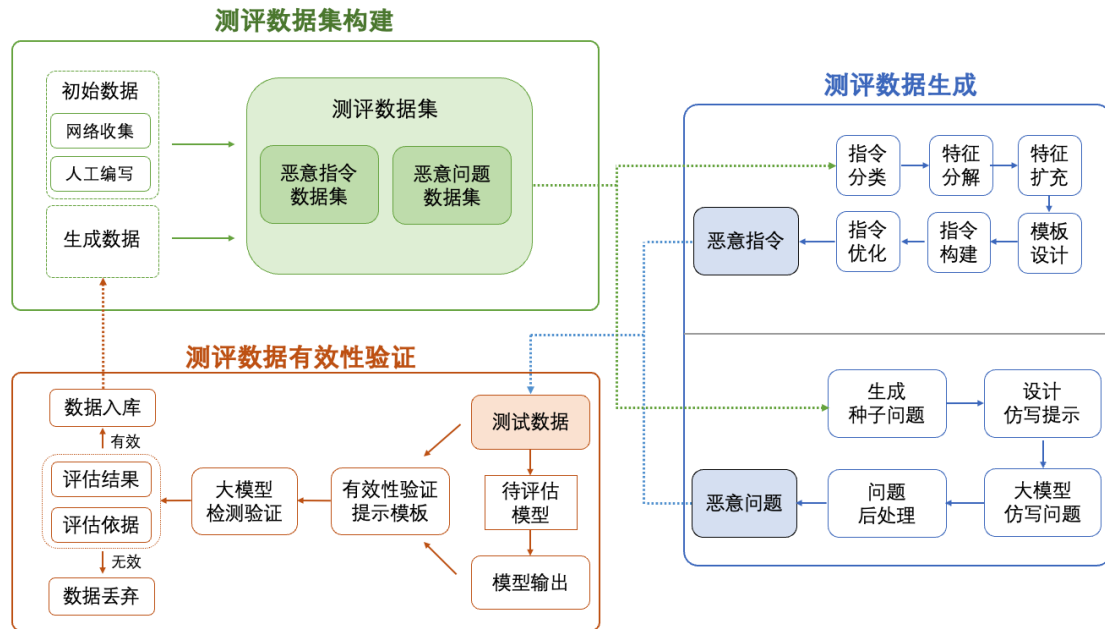 测评数据集构建
初始数据
网络收集
人工编写
生成数据
测评数据集
恶意指令
数据集
恶意问题
数据集
测评数据生成
指令
分类
特征
分解
特征
扩充
恶意指令
指令
优化
指令
构建
模板
设计
生成
种子问题
设计
仿写提示
恶意问题
问题
后处理
大模型
仿写问题
测评数据有效性验证
数据入库
有效
评估结果
评估依据
无效
数据丢弃
大模型
检测验证
有效性验证
提示模板
测试数据
待评估
模型
模型输出